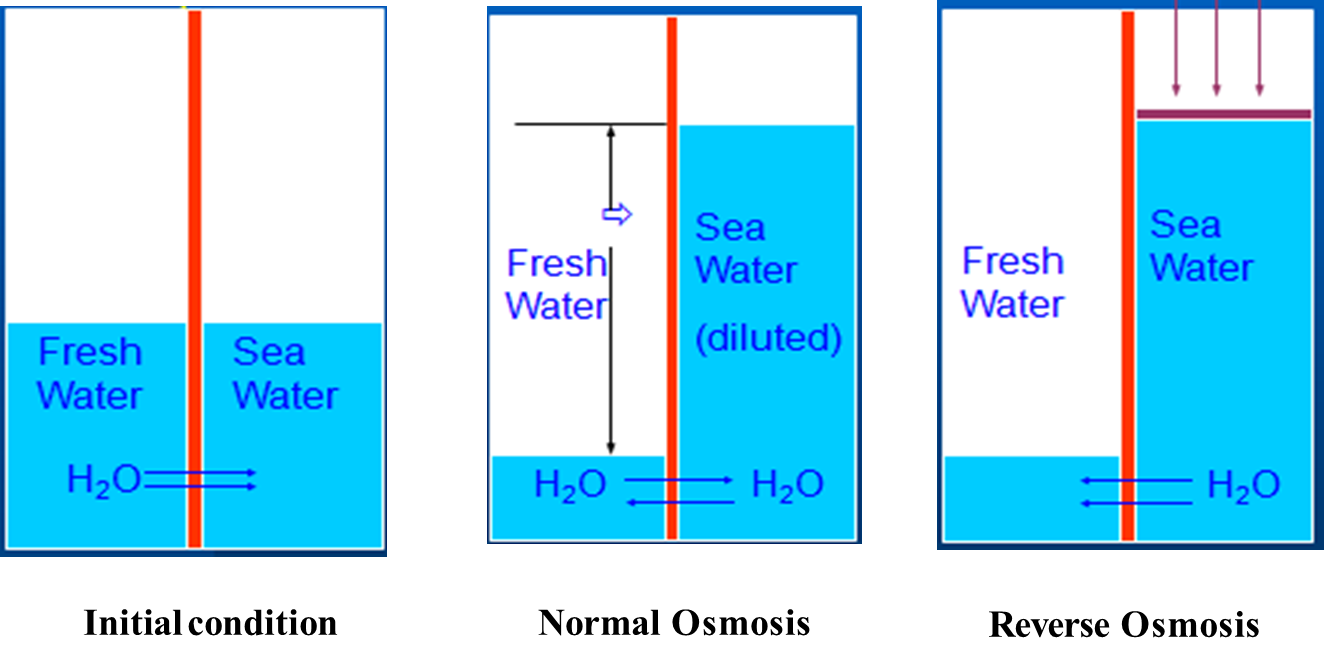 Fresh
Water
Sea
Water
H₂O
Initial condition
Fresh
Water
Sea
Water
(diluted)
H₂O
H₂O
Normal Osmosis
Fresh
Water
Sea
Water
H₂O
Reverse Osmosis